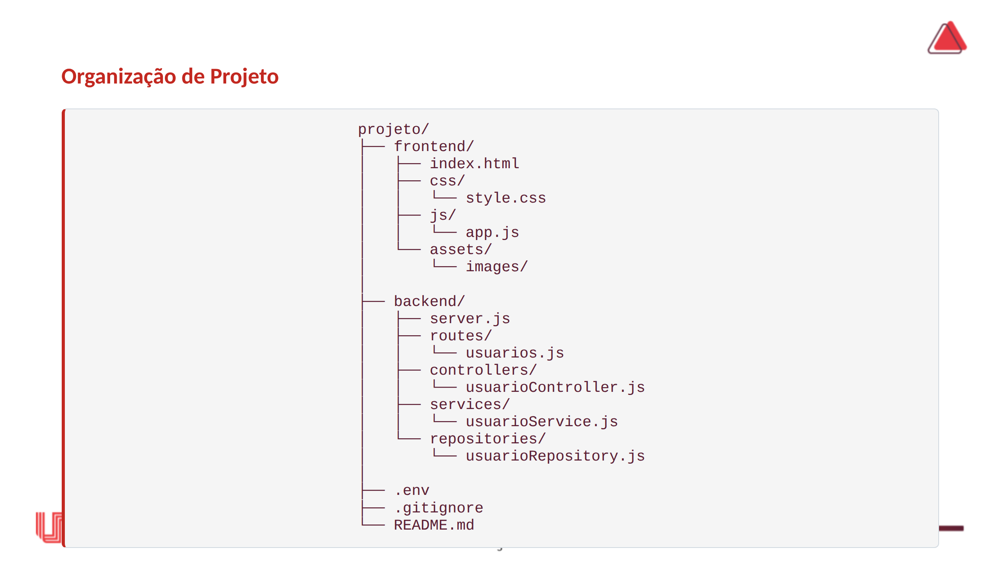 Organização de Projeto
projeto/
├── frontend/
│   ├── index.html
│   ├── css/
│   │   └── style.css
│   ├── js/
│   │   └── app.js
│   └── assets/
│       └── images/
│
├── backend/
│   ├── server.js
│   ├── routes/
│   │   └── usuarios.js
│   ├── controllers/
│   │   └── usuarioController.js
│   ├── services/
│   │   └── usuarioService.js
│   └── repositories/
│       └── usuarioRepository.js
│
├── .env
├── .gitignore
└── README.md